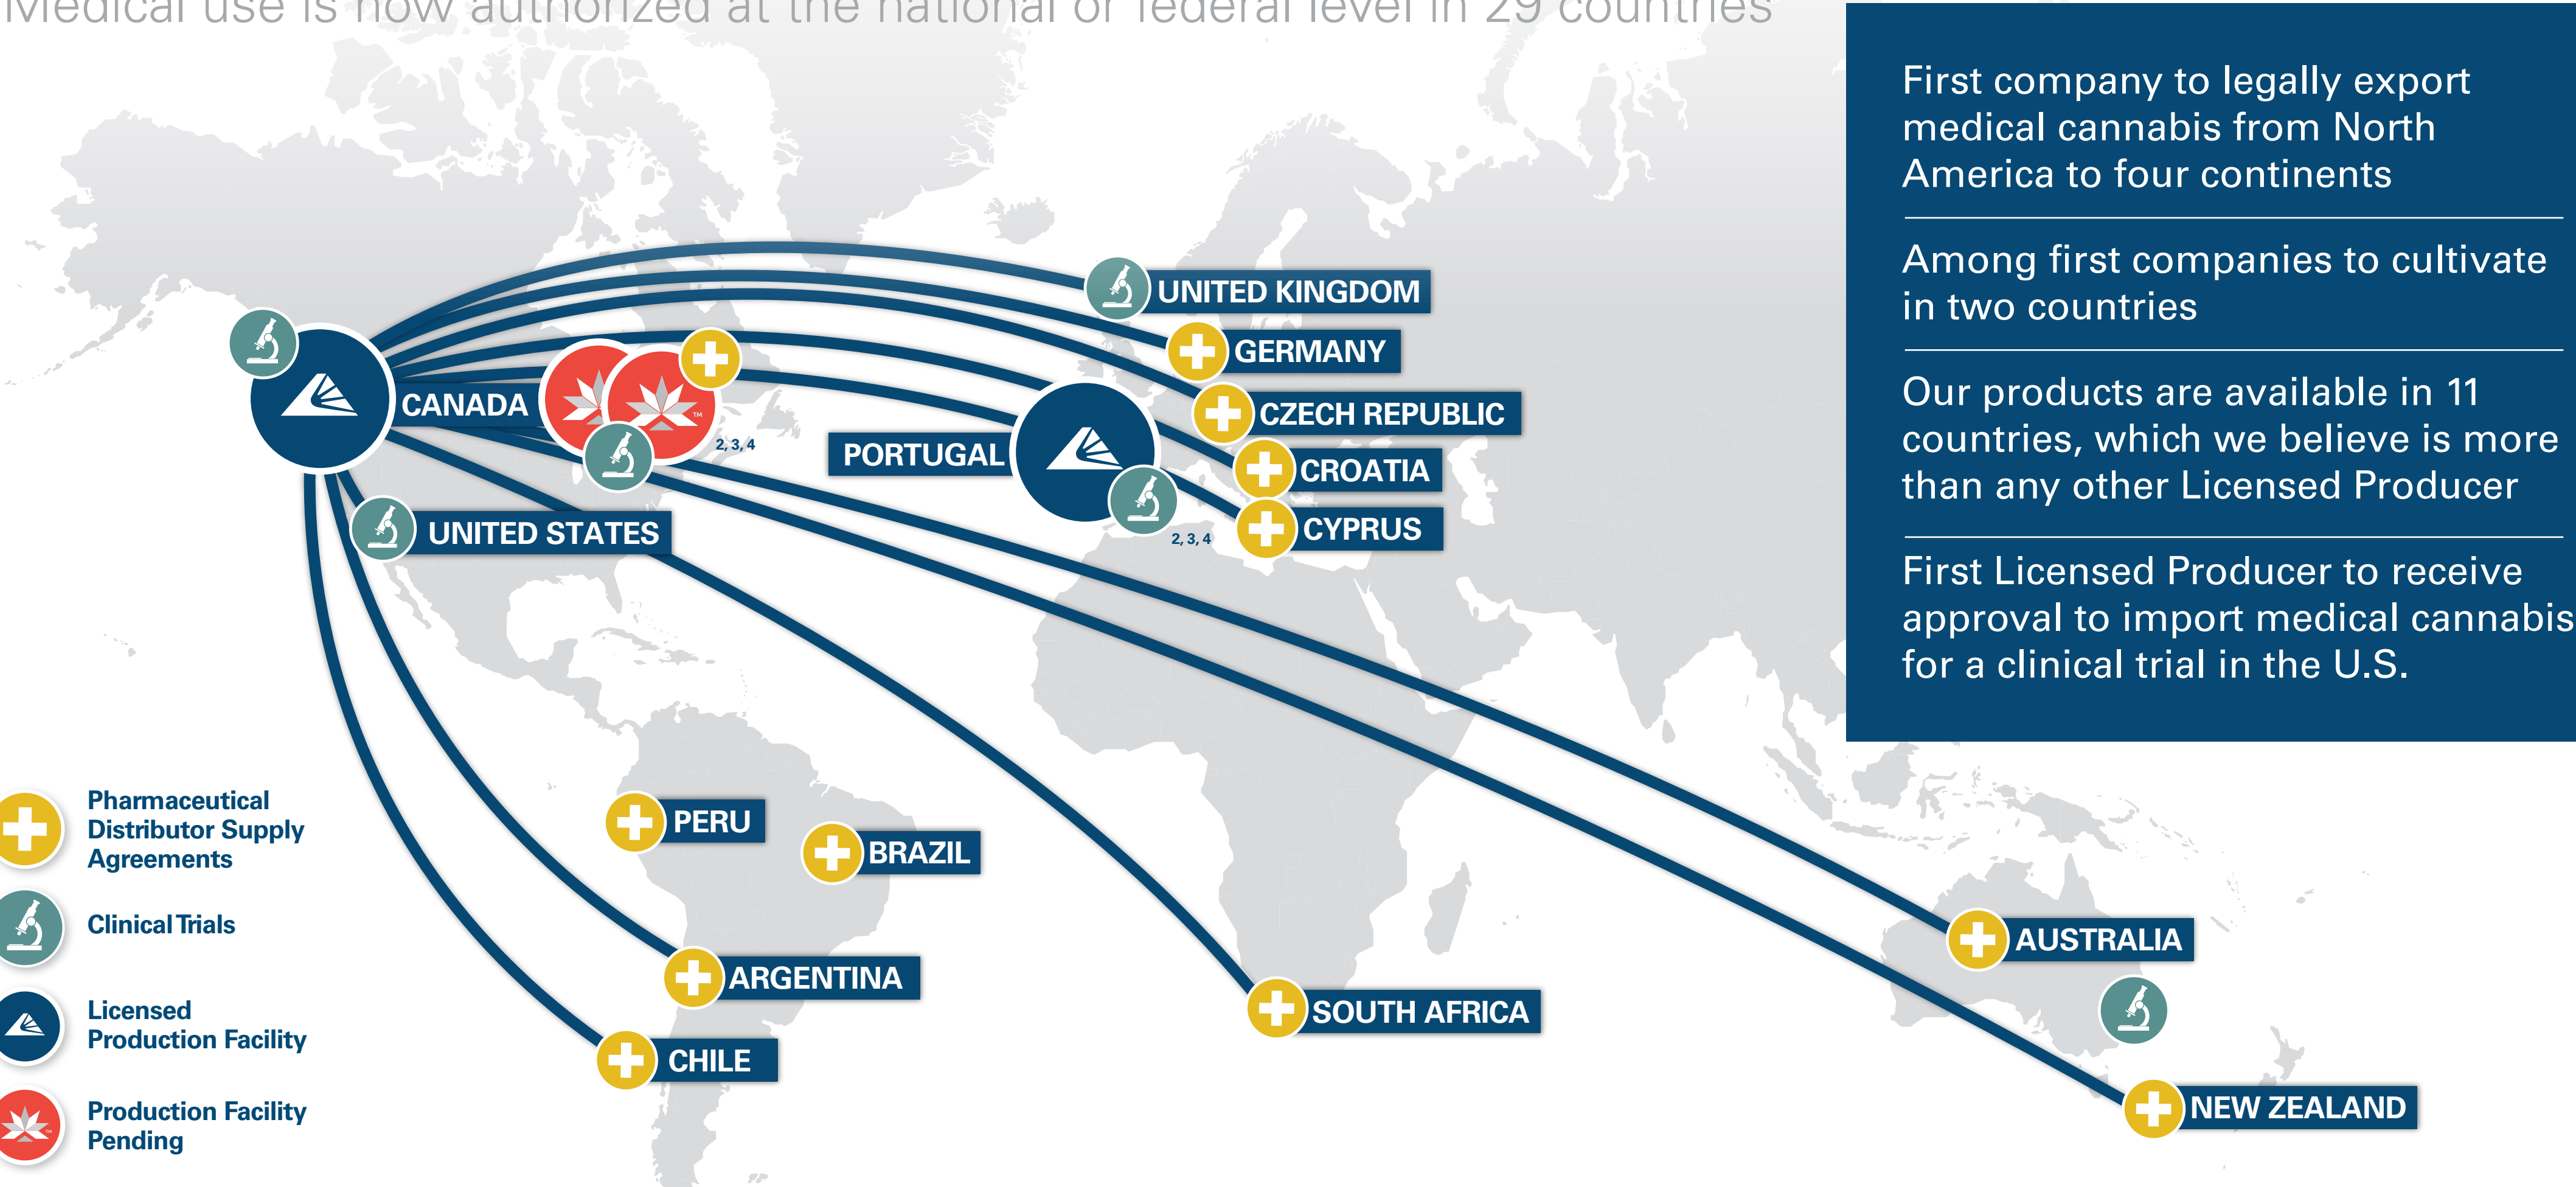 Medical use is now authorized at the national or federal level in 29 countries
First company to legally export
medical cannabis from North
America to four continents
Among first companies to cultivate
in two countries
Our products are available in 11
countries, which we believe is more
than any other Licensed Producer
First Licensed Producer to receive
approval to import medical cannabis
for a clinical trial in the U.S.
UNITED KINGDOM
GERMANY
CANADA
TM
2, 3, 4
CZECH REPUBLIC
PORTUGAL
CROATIA
UNITED STATES
2, 3, 4
CYPRUS
PERU
BRAZIL
ARGENTINA
CHILE
SOUTH AFRICA
AUSTRALIA
NEW ZEALAND
Pharmaceutical
Distributor Supply
Agreements
Clinical Trials
Licensed
Production Facility
Production Facility
Pending
TM